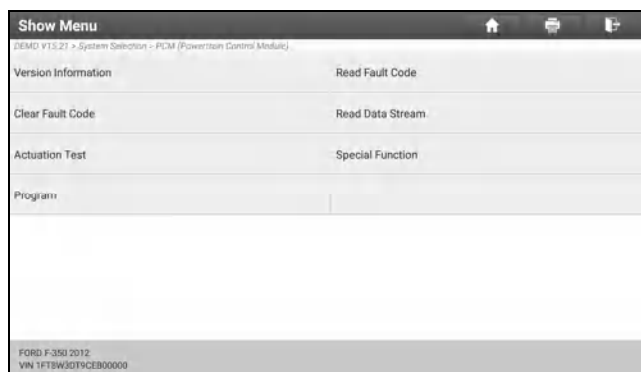 Show Menu
DEMO V15.21 > System Selection > PCM (Powertrain Control Module)
Version Information
Read Fault Code
Clear Fault Code
Read Data Stream
Actuation Test
Special Function
Program
FORD F-350 2012
VIN 1FT8W3DT9CEB00000